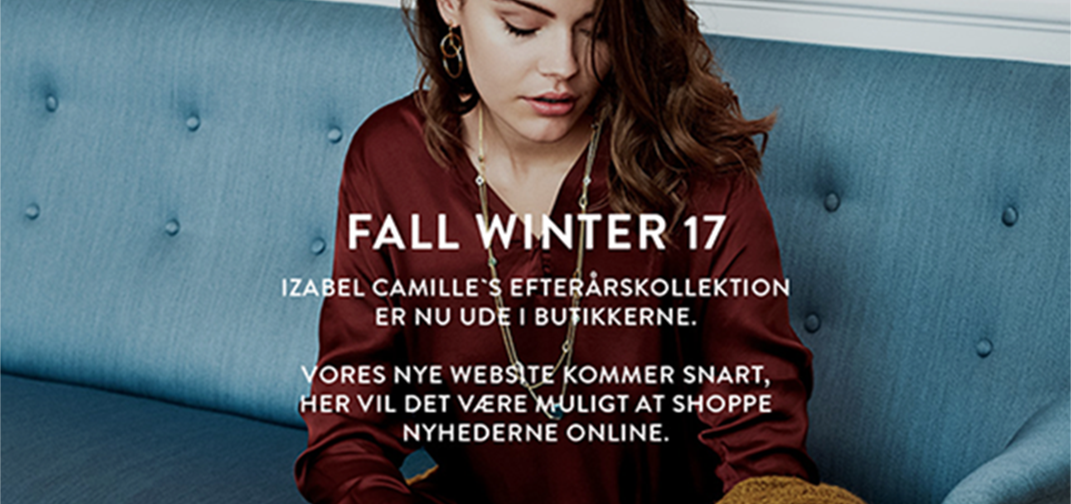 FALL WINTER 17
IZABEL CAMILLE`S EFTERÅRSKOLLEKTION
ER NU UDE I BUTIKKERNE.
VORES NYE WEBSITE KOMMER SNART,
HER VIL DET VÆRE MULIGT AT SHOPPE
NYHEDERNE ONLINE.